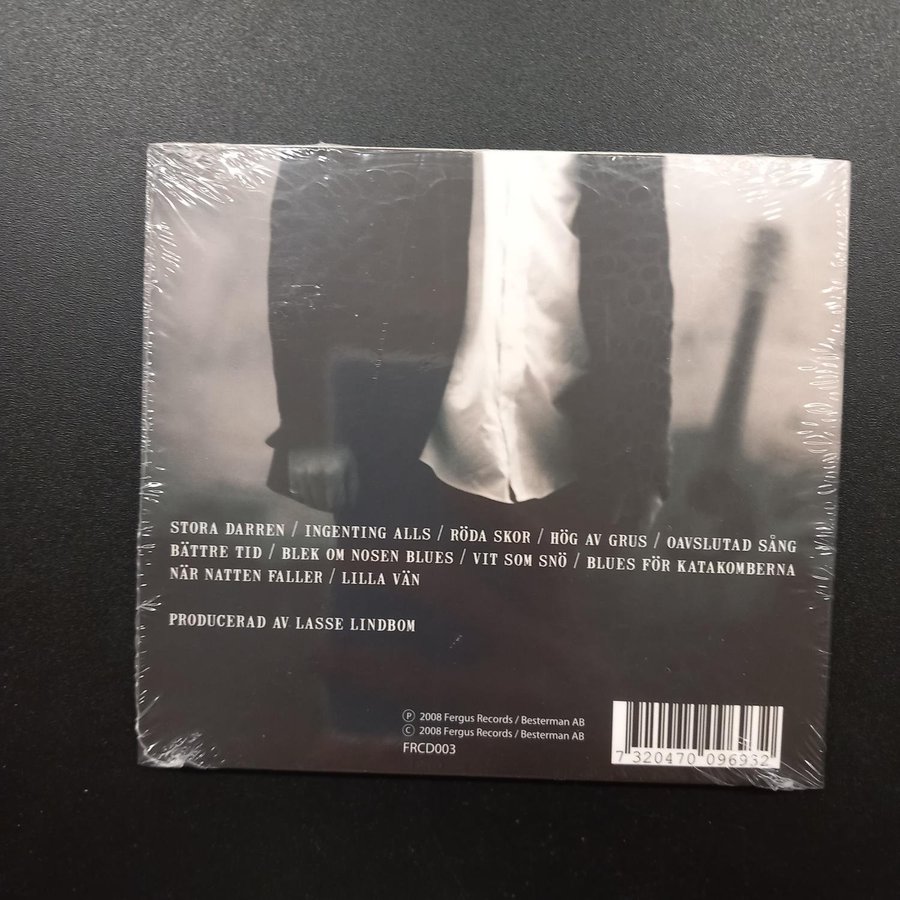 STORA DARREN / INGENTING ALLS / RÖDA SKOR / HÖG AV GRUS / OAVSLUTAD SÅNG
BÄTTRE TID / BLEK OM NOSEN BLUES / VIT SOM SNÖ / BLUES FÖR KATAKOMBERNA
NÄR NATTEN FALLER / LILLA VÄN
PRODUCERAD AV LASSE LINDBOM
Ⓟ 2008 Fergus Records / Besterman AB
© 2008 Fergus Records / Besterman AB
FRCD003
7 320470 096932